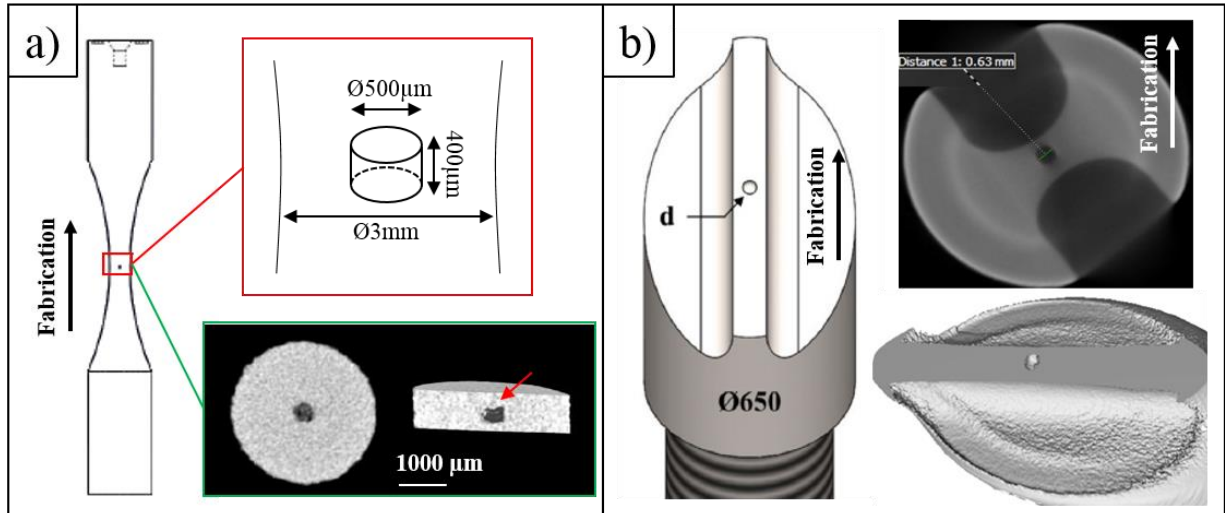 a)
Fabrication
Ø500µm
400µm
Ø3mm
1000 µm
b)
d
Fabrication
Ø650
Distance 1: 0.63 mm
Fabrication